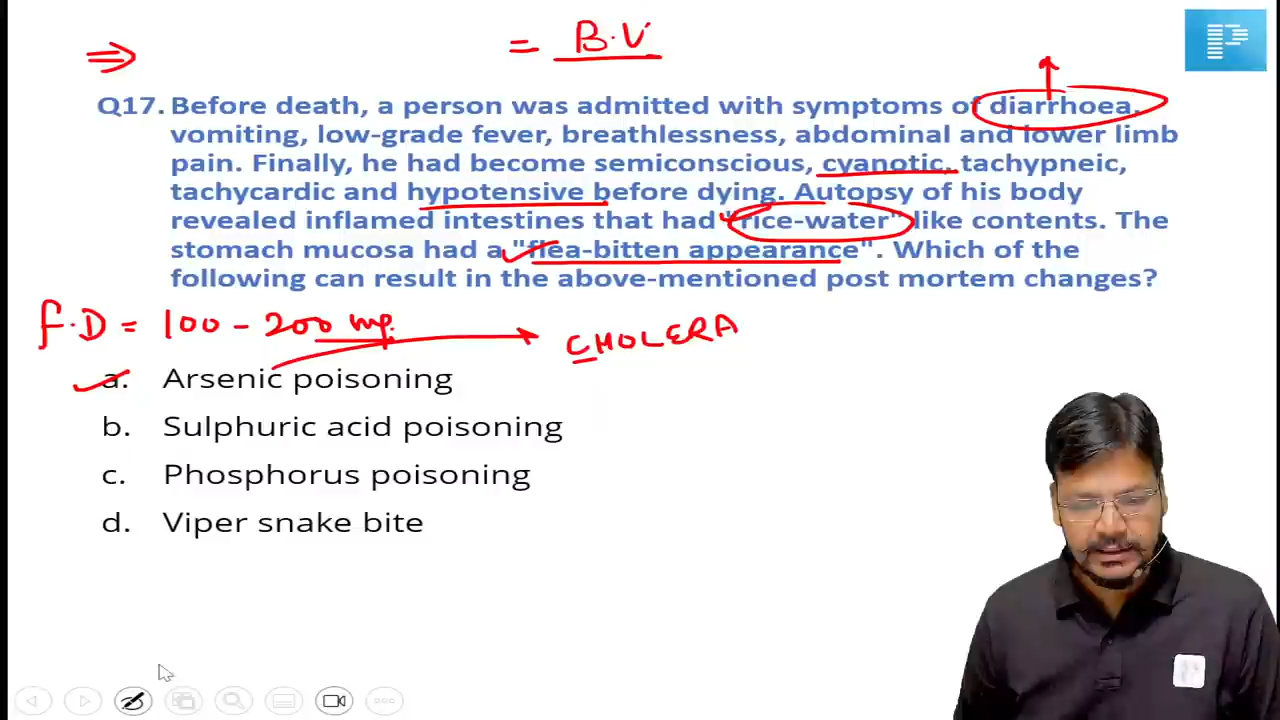 = B.V
Q17. Before death, a person was admitted with symptoms of diarrhoea,
vomiting, low-grade fever, breathlessness, abdominal and lower limb
pain. Finally, he had become semiconscious, cyanotic, tachypneic,
tachycardic and hypotensive before dying. Autopsy of his body
revealed inflamed intestines that had "rice-water" like contents. The
stomach mucosa had a "flea-bitten appearance". Which of the
following can result in the above-mentioned post mortem changes?
f.D = 100 - 200 mg.
CHOLERA
a. Arsenic poisoning
b. Sulphuric acid poisoning
c. Phosphorus poisoning
d. Viper snake bite